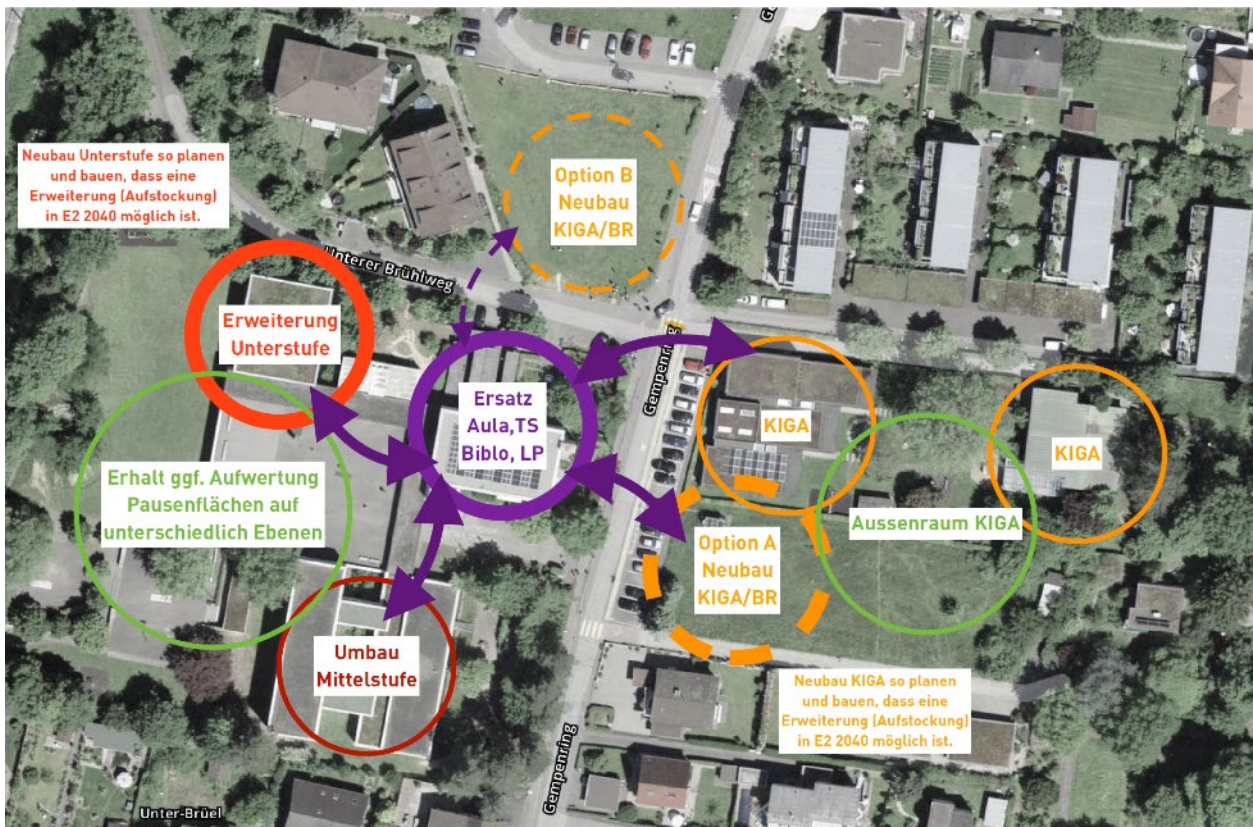 Ge
Neubau Unterstufe so planen
und bauen, dass eine
Erweiterung (Aufstockung)
in E2 2040 möglich ist.
Option B
Neubau
KIGA/BR
Unterer Brühlweg
Erweiterung
Unterstufe
Gempenring
Ersatz
Aula,TS
Biblo, LP
KIGA
KIGA
Erhalt ggf. Aufwertung
Pausenflächen auf
unterschiedlich Ebenen
Aussenraum KIGA
Option A
Neubau
KIGA/BR
Umbau
Mittelstufe
Neubau KIGA so planen
und bauen, dass eine
Erweiterung (Aufstockung)
in E2 2040 möglich ist.
Gempenring
Unter-Brüel